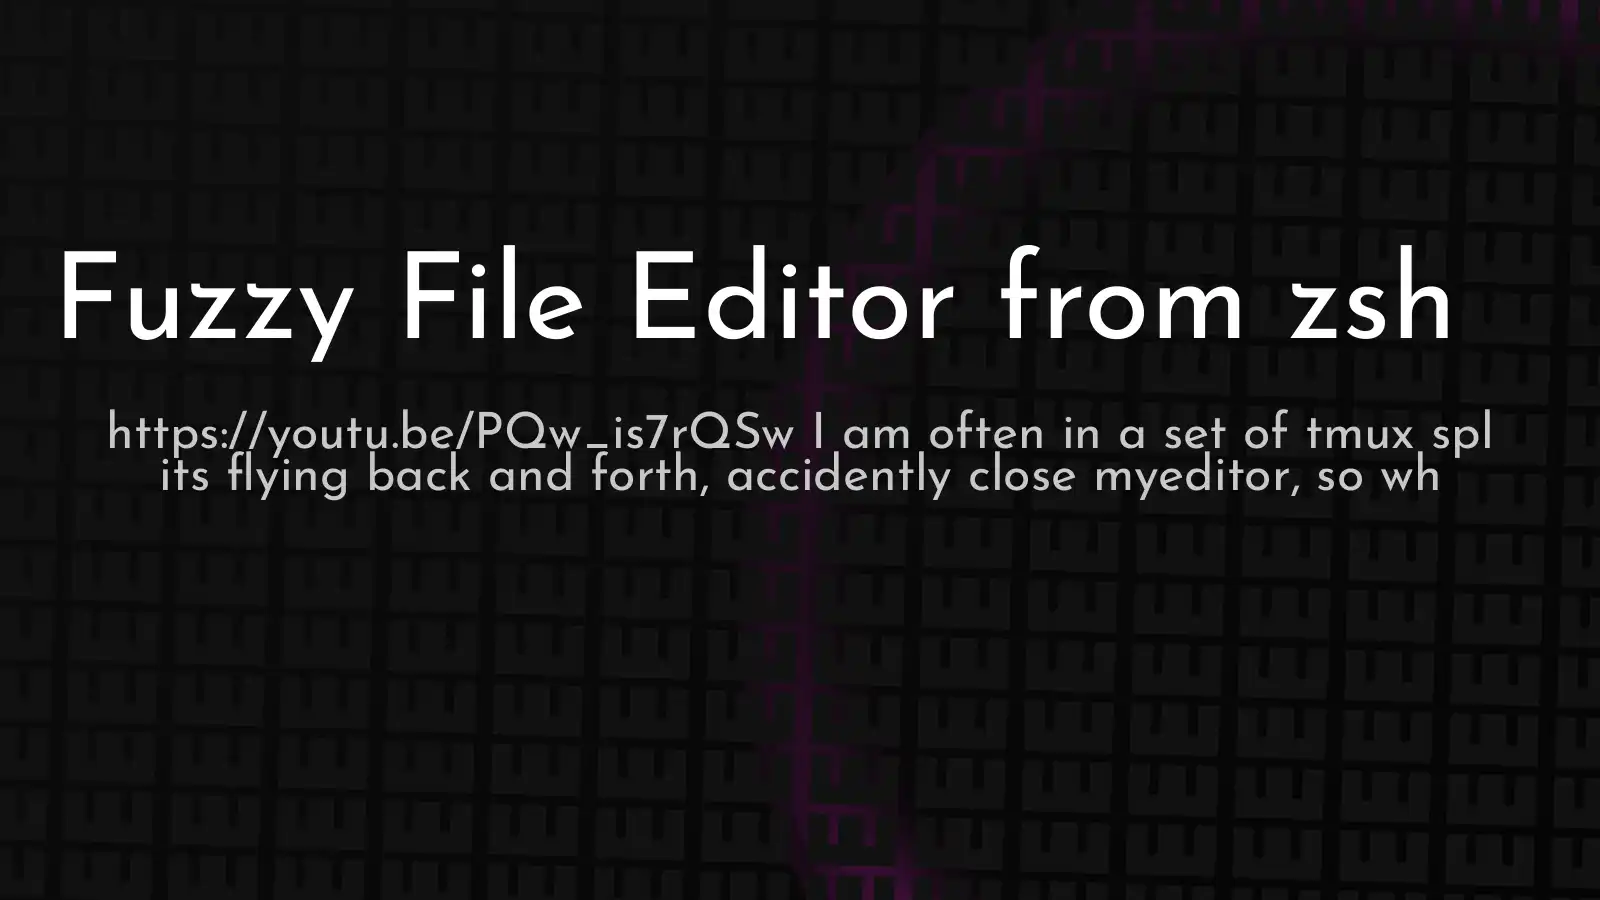 Fuzzy File Editor from zsh
https://youtu.be/PQw_is7rQSw I am often in a set of tmux spl
its flying back and forth, accidently close myeditor, so wh